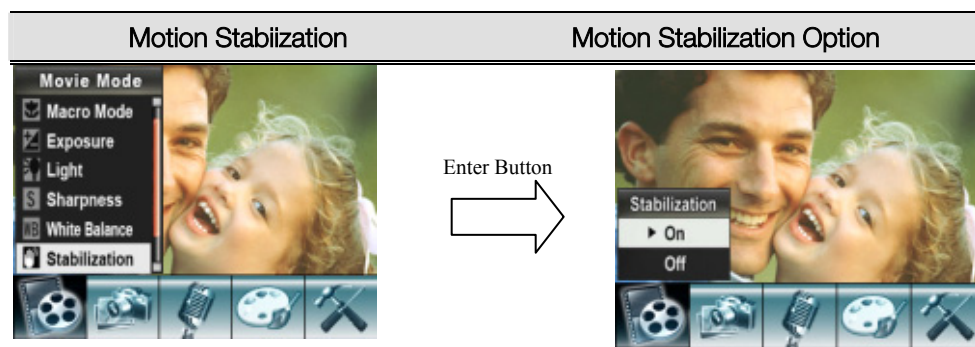 Motion Stabiization
Motion Stabilization Option
Movie Mode
Macro Mode
Exposure
Light
Sharpness
White Balance
Stabilization
Enter Button
Stabilization
On
Off